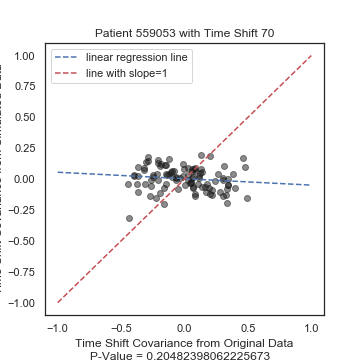 Patient 559053 with Time Shift 70
linear regression line
line with slope=1
1.00
0.75
0.50
0.25
0.00
−0.25
−0.50
−0.75
−1.00
−1.0
−0.5
0.0
0.5
1.0
Time Shift Covariance from Original Data
P-Value = 0.20482398062225673